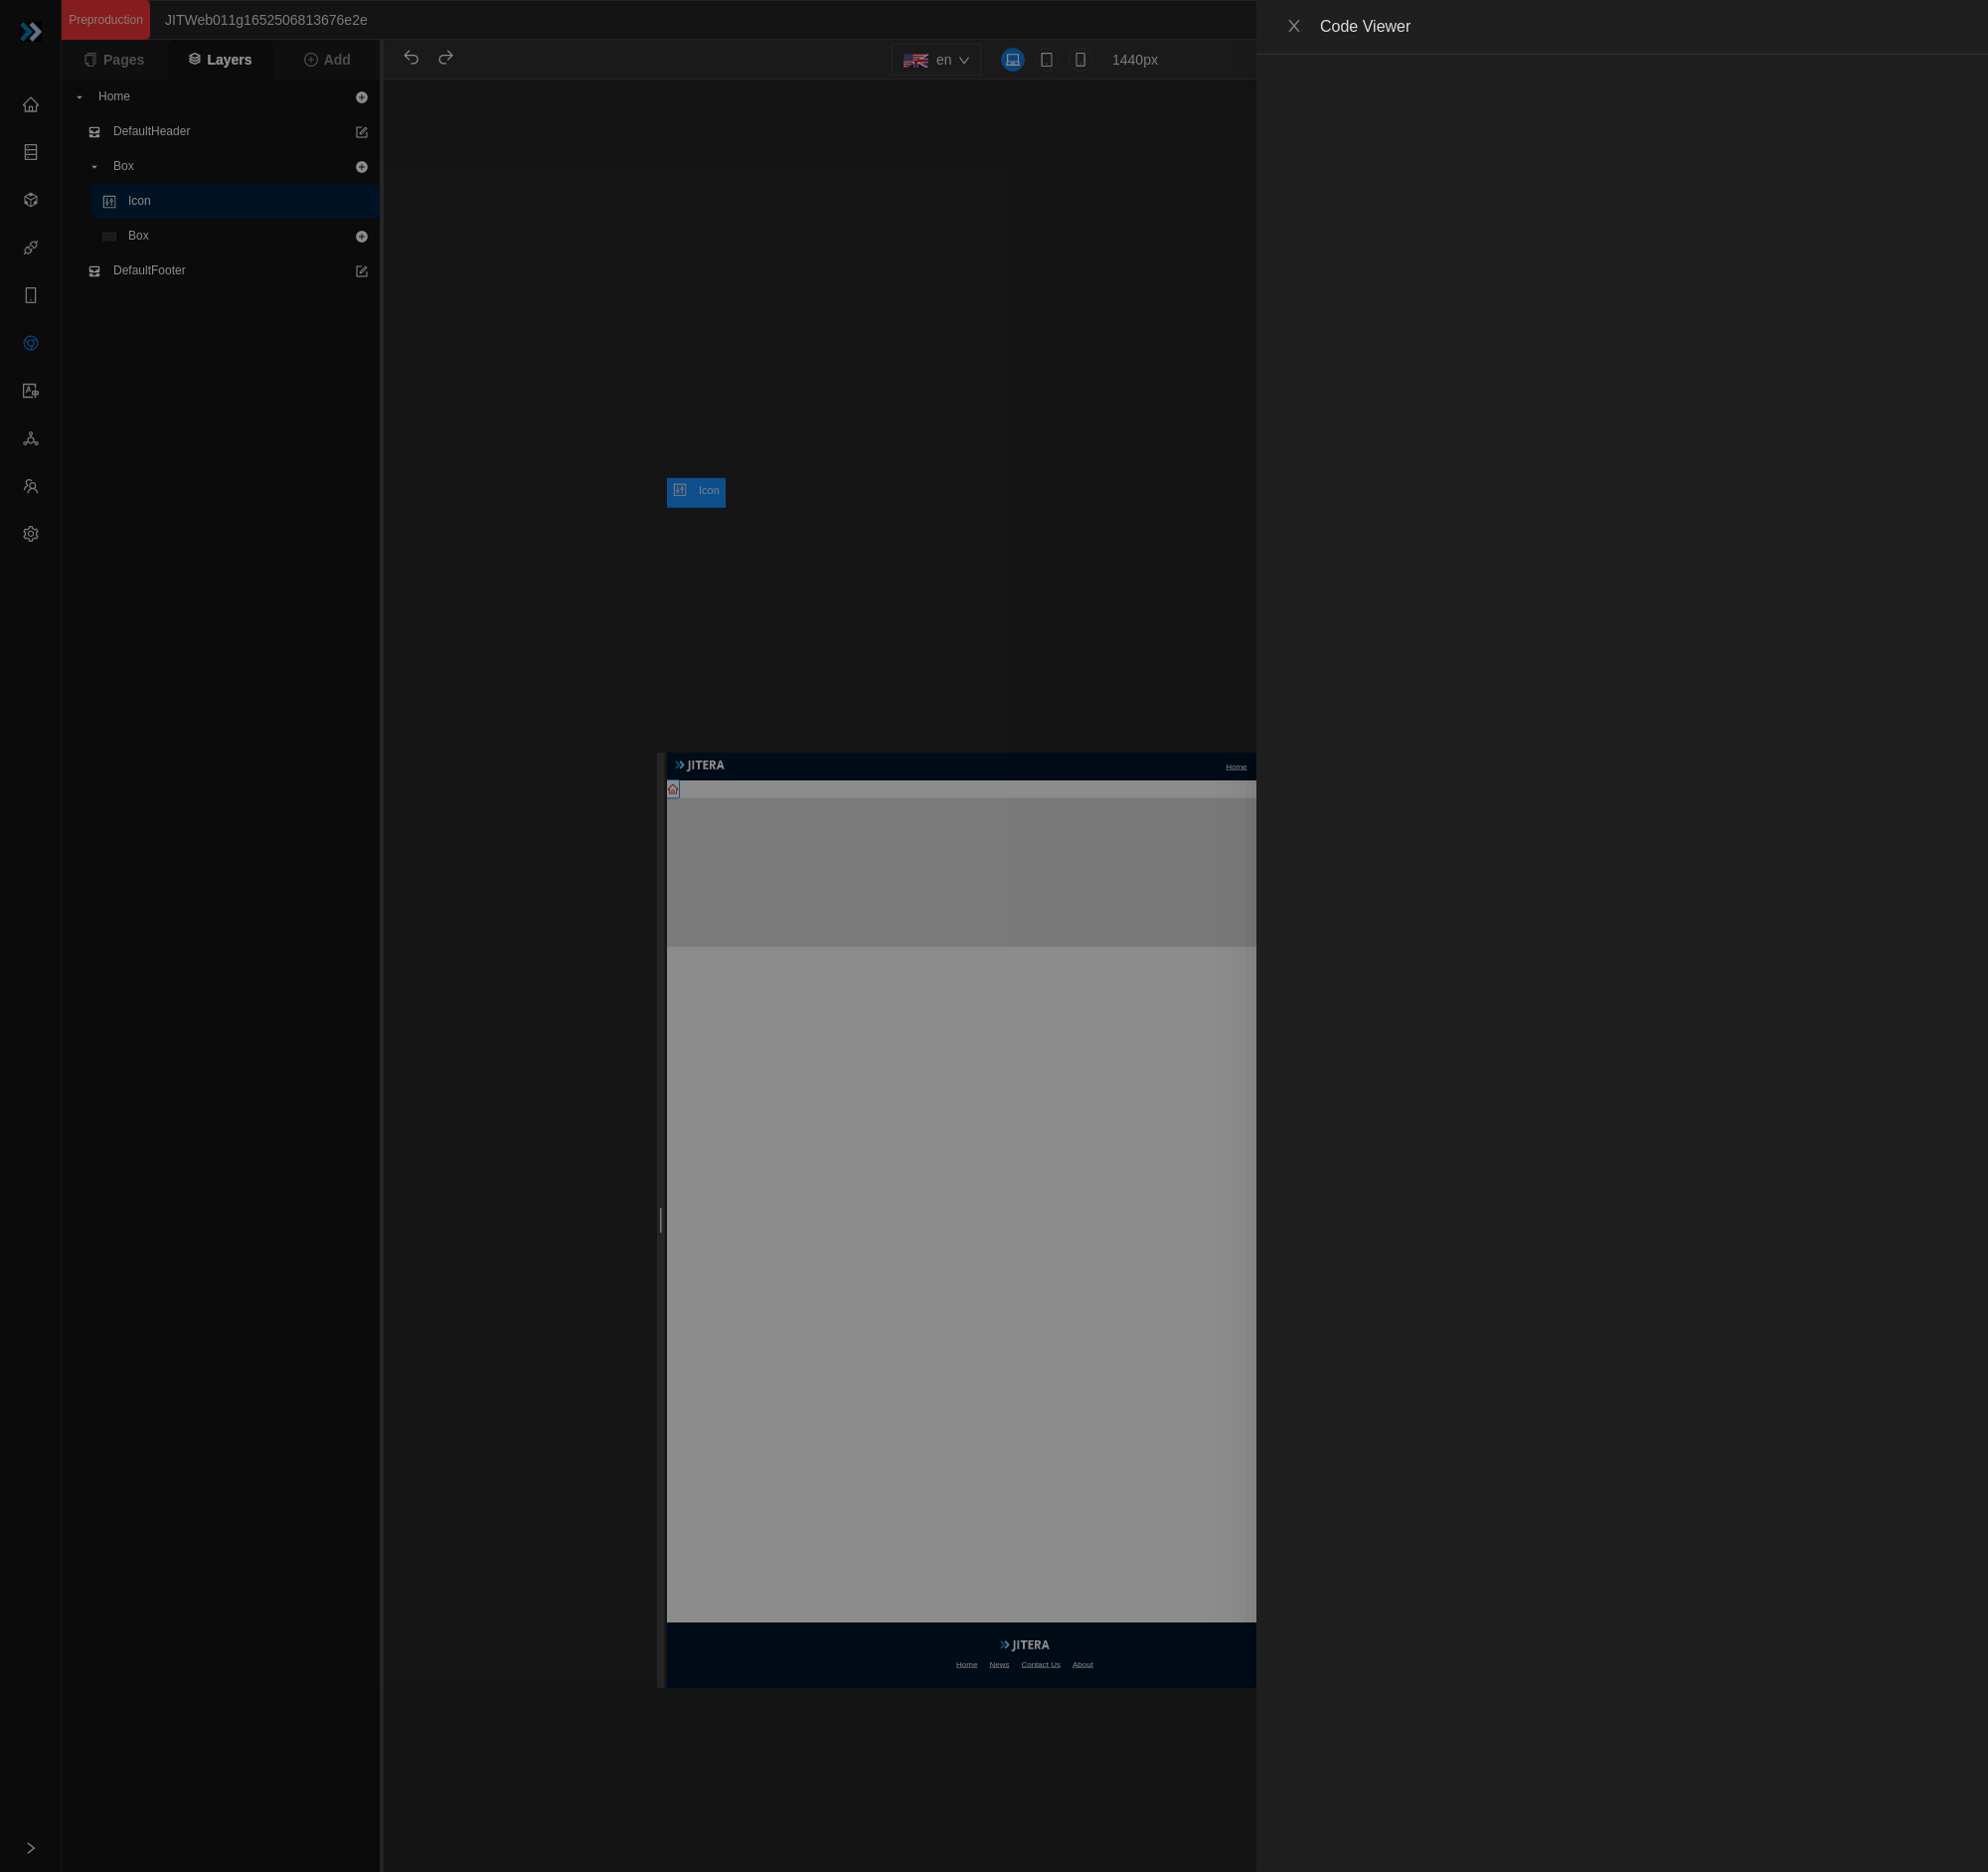 Preproduction JITWeb011g1652506813676e2e
Code Viewer
Pages Layers Add
en 1440px
Home
DefaultHeader
Box
Icon
Box
DefaultFooter
Icon
JITERA Home
JITERA
Home News Contact Us About